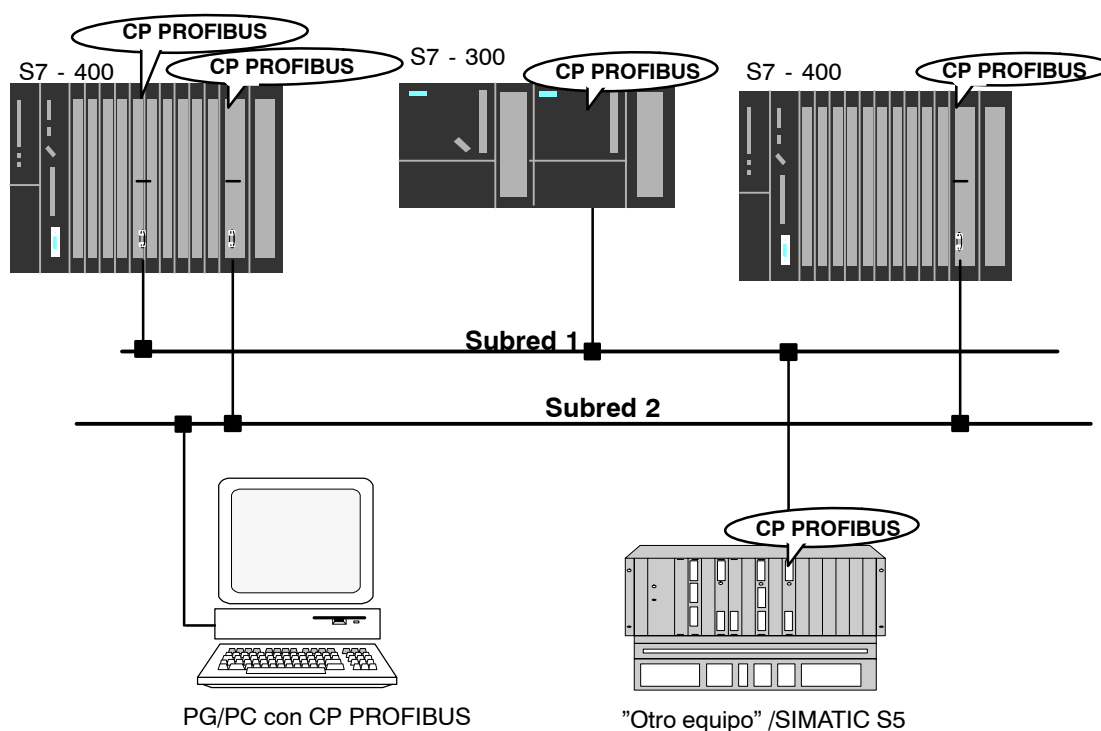 CP PROFIBUS
CP PROFIBUS
S7 - 400
S7 - 300
CP PROFIBUS
S7 - 400
CP PROFIBUS
Subred 1
Subred 2
CP PROFIBUS
PG/PC con CP PROFIBUS
”Otro equipo” /SIMATIC S5